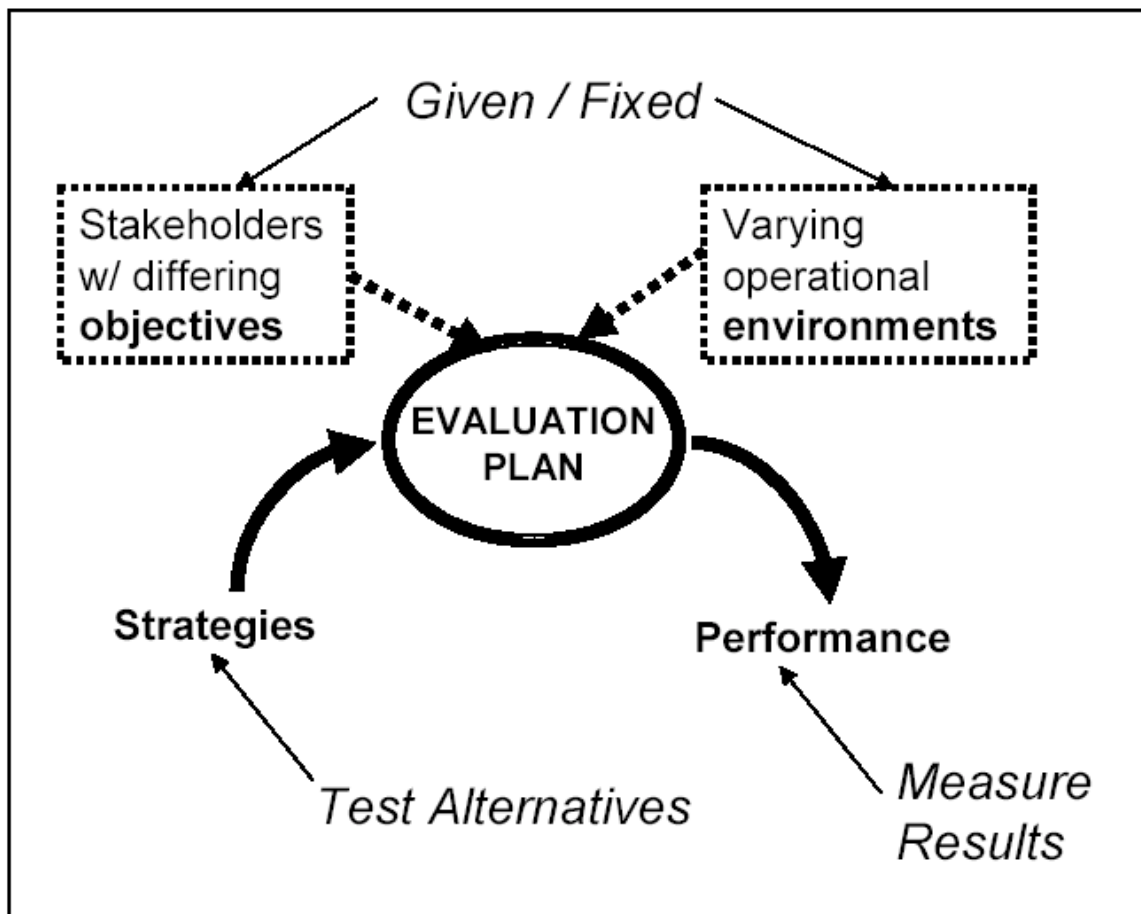 Given / Fixed
Stakeholders
w/ differing
objectives
Varying
operational
environments
EVALUATION
PLAN
Strategies
Performance
Test Alternatives
Measure
Results